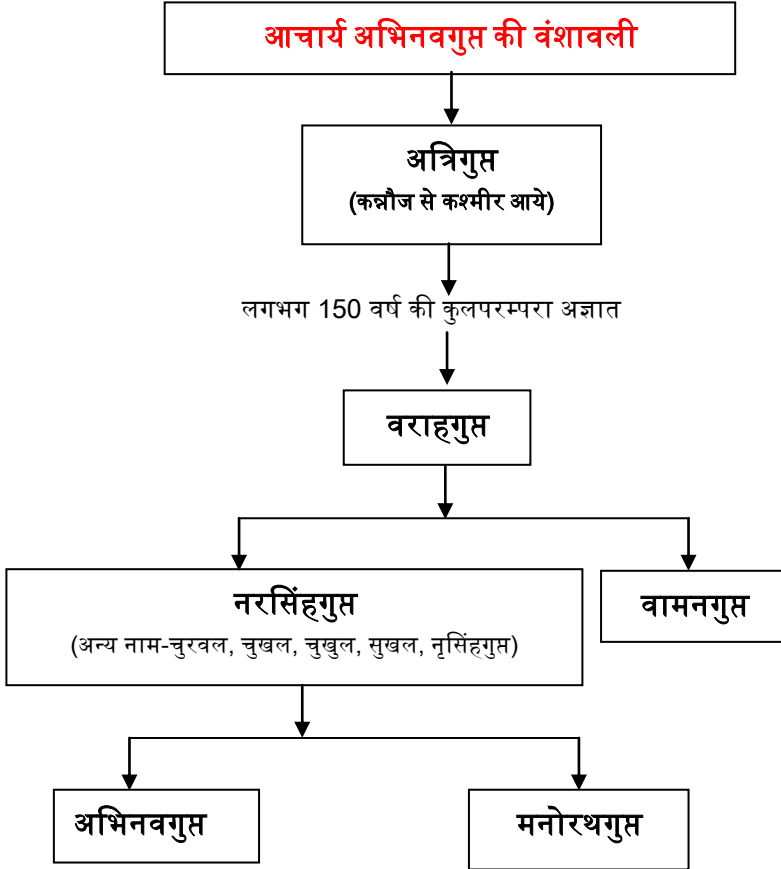 आचार्य अभिनवगुप्त की वंशावली
अत्रिगुप्त
(कन्नौज से कश्मीर आये)
लगभग 150 वर्ष की कुलपरम्परा अज्ञात
वराहगुप्त
नरसिंहगुप्त
(अन्य नाम-चुरवल, चुखल, चुखुल, सुखल, नृसिंहगुप्त)
वामनगुप्त
अभिनवगुप्त
मनोरथगुप्त